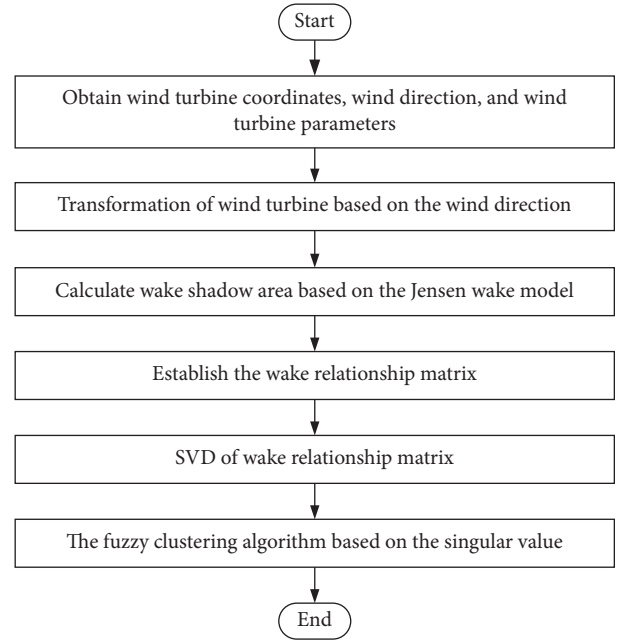 Start
Obtain wind turbine coordinates, wind direction, and wind
turbine parameters
Transformation of wind turbine based on the wind direction
Calculate wake shadow area based on the Jensen wake model
Establish the wake relationship matrix
SVD of wake relationship matrix
The fuzzy clustering algorithm based on the singular value
End